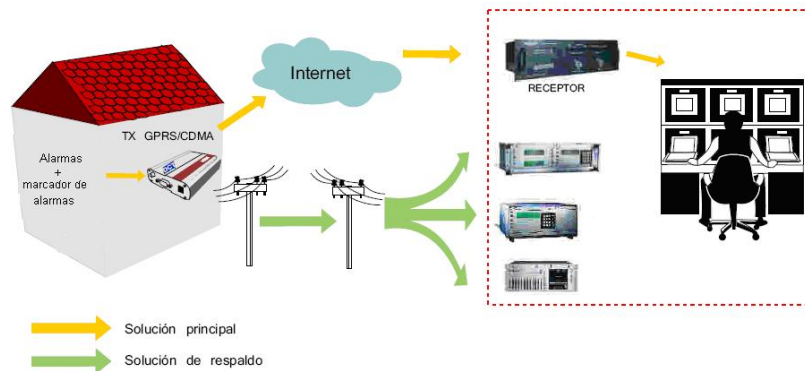 Internet
RECEPTOR
TX GPRS/CDMA
Alarmas
+
marcador de
alarmas
Solución principal
Solución de respaldo